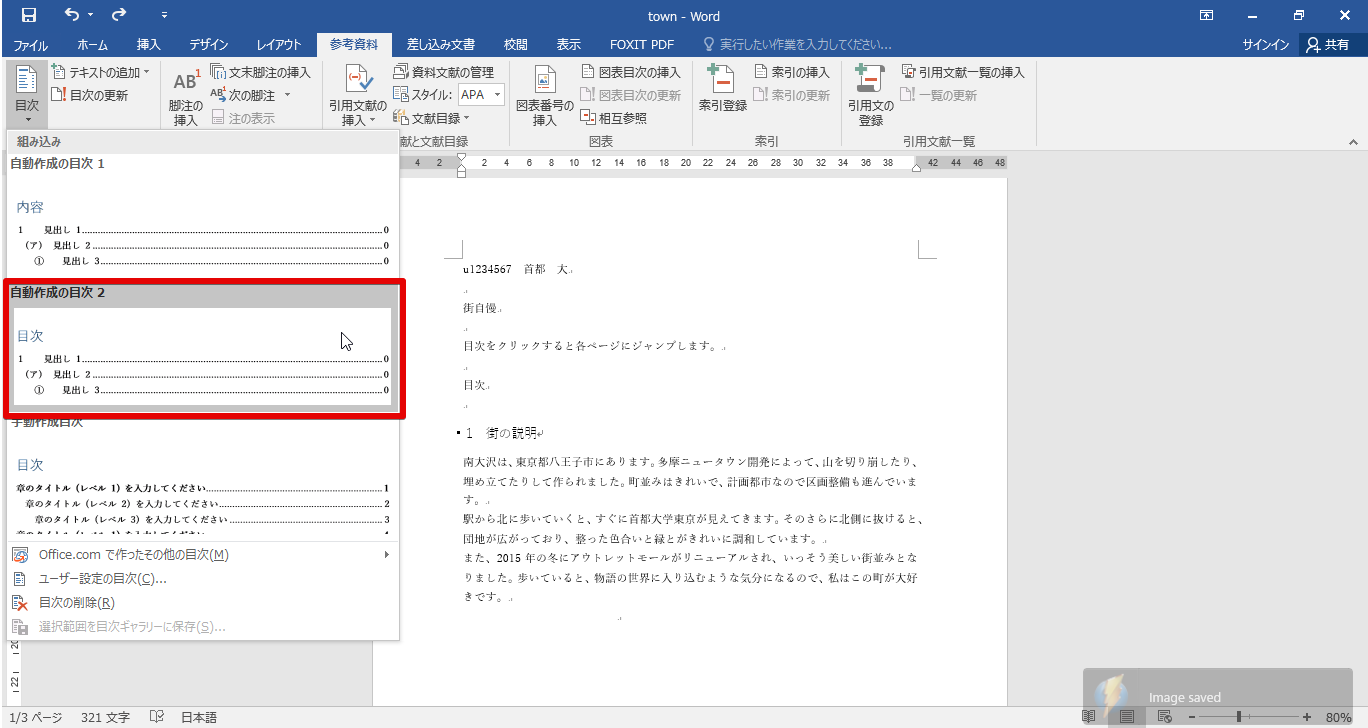 town - Word
ファイル ホーム 挿入 デザイン レイアウト 参考資料 差し込み文書 校閲 表示 FOXIT PDF 実行したい作業を入力してください... サインイン 共有
目次
テキストの追加
目次の更新
AB1
脚注の
挿入
文末脚注の挿入
AB1 次の脚注
注の表示
引用文献の
挿入
資料文献の管理
スタイル: APA
文献目録
献と文献目録
図表番号の
挿入
図表目次の挿入
図表目次の更新
相互参照
図表
索引登録
索引の挿入
索引の更新
索引
引用文の
登録
引用文献一覧の挿入
一覧の更新
引用文献一覧
組み込み
自動作成の目次 1
内容
1 見出し 1........0
(ア) 見出し 2........0
① 見出し 3........0
自動作成の目次 2
目次
1 見出し 1........0
(ア) 見出し 2........0
① 見出し 3........0
手動作成目次
目次
章のタイトル (レベル 1) を入力してください........1
章のタイトル (レベル 2) を入力してください........2
章のタイトル (レベル 3) を入力してください........3
Office.com で作ったその他の目次(M)
ユーザー設定の目次(C)...
目次の削除(R)
選択範囲を目次ギャラリーに保存(S)...
4 2 2 4 6 8 10 12 14 16 18 20 22 24 26 28 30 32 34 36 38 42 44 46 48
u1234567 首都 大
街自慢
目次をクリックすると各ページにジャンプします。
目次
1 街の説明
南大沢は、東京都八王子市にあります。多摩ニュータウン開発によって、山を切り崩したり、
埋め立てたりして作られました。町並みはきれいで、計画都市なので区画整備も進んでいま
す。
駅から北に歩いていくと、すぐに首都大学東京が見えてきます。そのさらに北側に抜けると、
団地が広がっており、整った色合いと緑とがきれいに調和しています。
また、2015 年の冬にアウトレットモールがリニューアルされ、いっそう美しい街並みとな
りました。歩いていると、物語の世界に入り込むような気分になるので、私はこの町が大好
きです。
20
22
Image saved
1/3 ページ 321 文字 日本語 80%